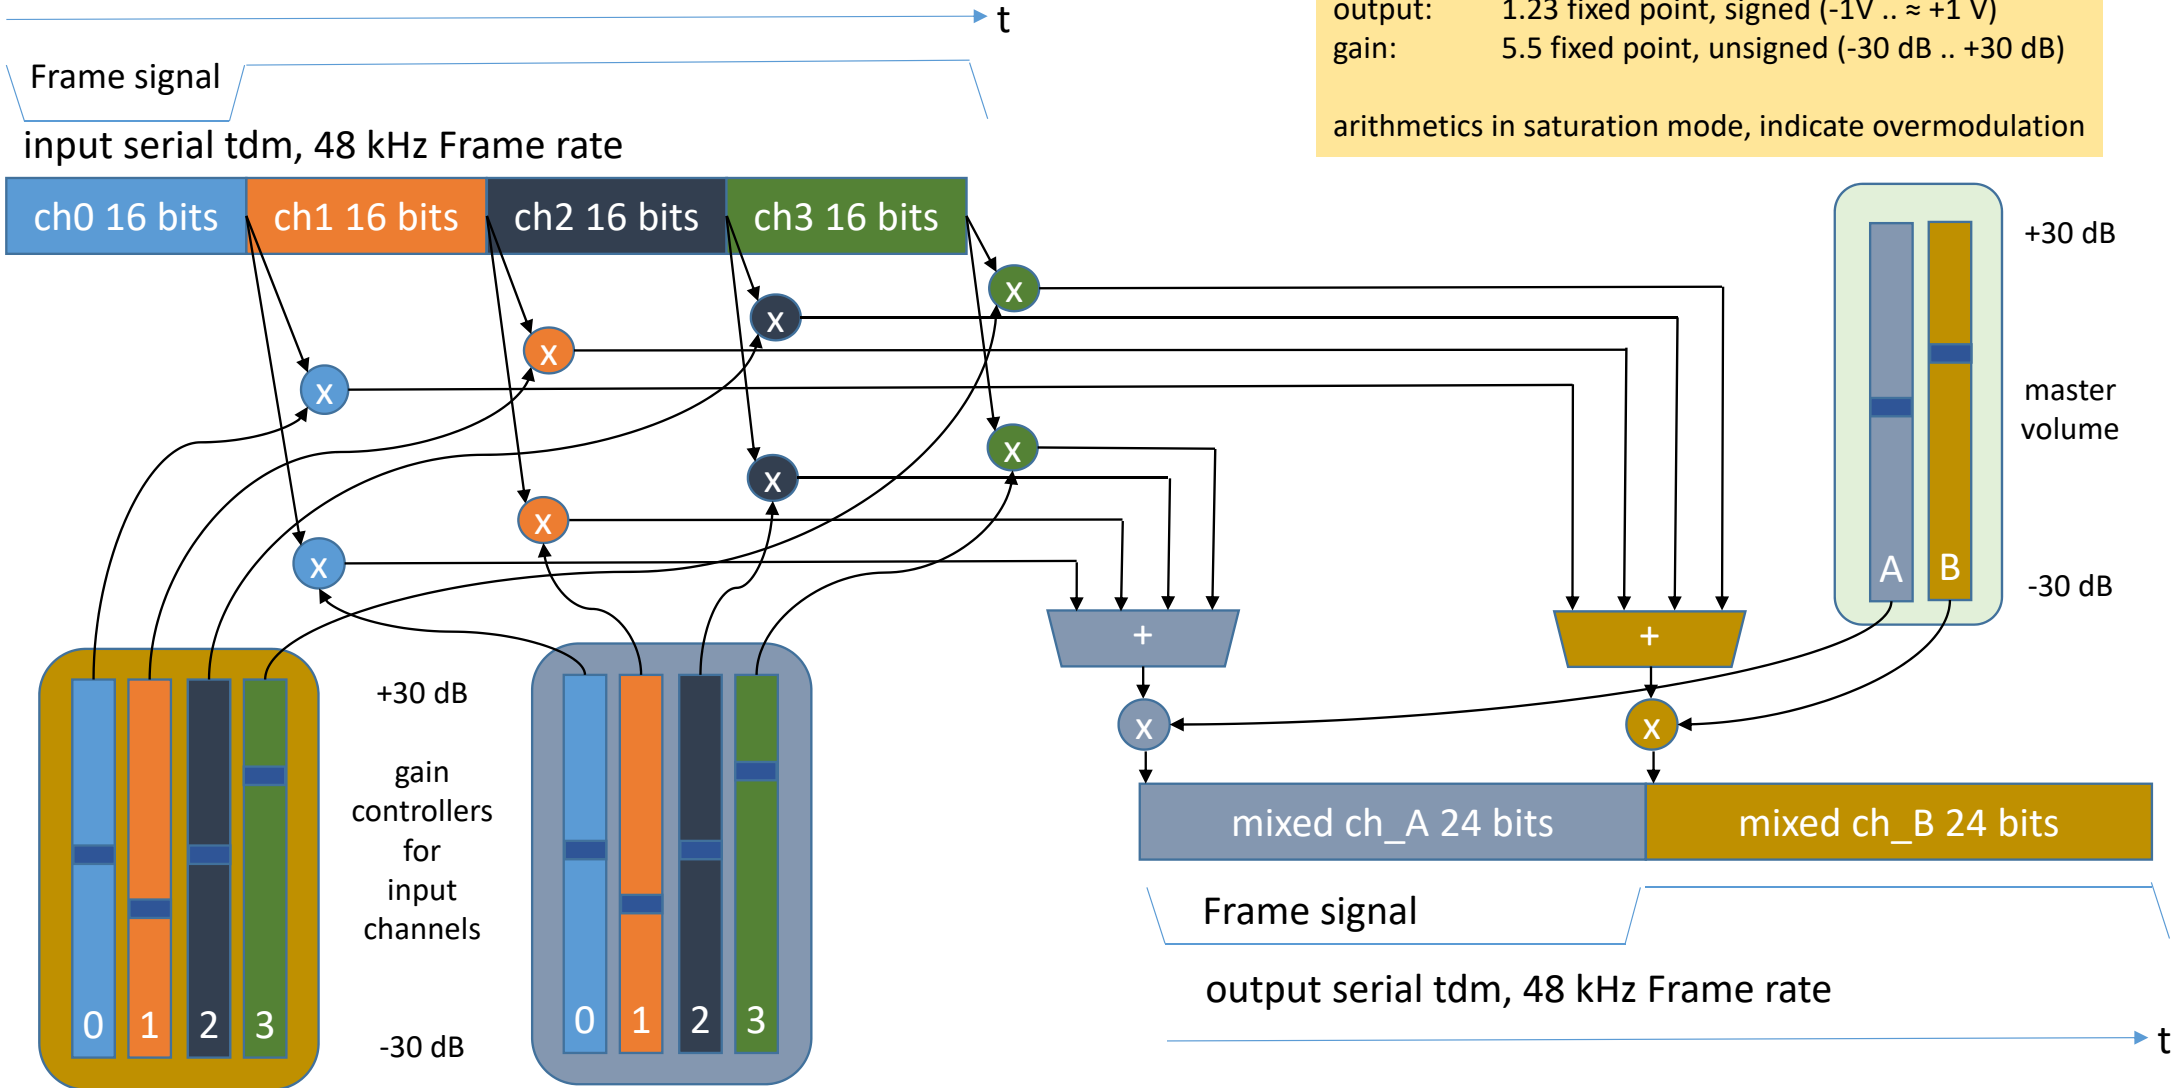 output: 1.23 fixed point, signed (-1V .. ≈ +1 V)
t
gain: 5.5 fixed point, unsigned (-30 dB .. +30 dB)
Frame signal
arithmetics in saturation mode, indicate overmodulation
input serial tdm, 48 kHz Frame rate
ch0 16 bits
ch1 16 bits
ch2 16 bits
ch3 16 bits
+30 dB
x
x
x
x
master
volume
x
x
x
x
A
B
-30 dB
+
+
+30 dB
x
x
gain
controllers
for
input
channels
mixed ch_A 24 bits
mixed ch_B 24 bits
Frame signal
output serial tdm, 48 kHz Frame rate
0
1
2
3
0
1
2
3
-30 dB
t